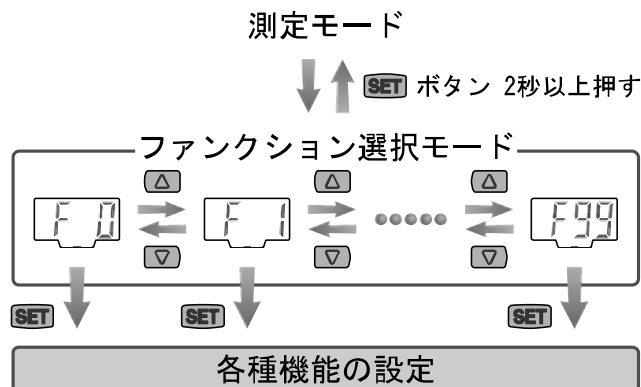 測定モード
SET ボタン 2秒以上押す
ファンクション選択モード
F 0 F 1 F99
SET SET SET
各種機能の設定